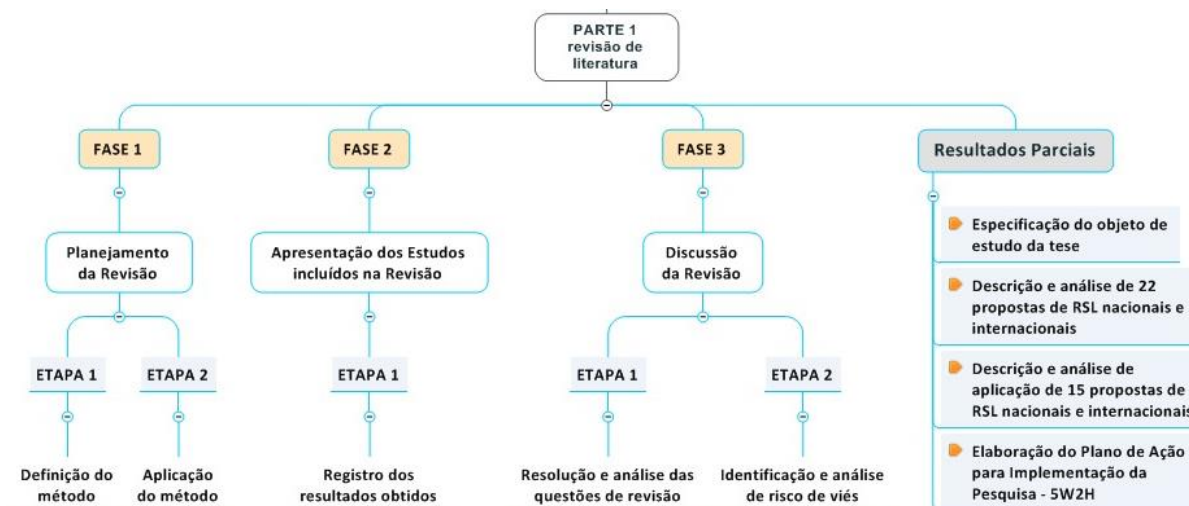 PARTE 1
revisão de
literatura
FASE 1
FASE 2
FASE 3
Resultados Parciais
Planejamento
da Revisão
Apresentação dos Estudos
incluídos na Revisão
Discussão
da Revisão
ETAPA 1
ETAPA 2
ETAPA 1
ETAPA 1
ETAPA 2
Definição do
método
Aplicação
do método
Registro dos
resultados obtidos
Resolução e análise das
questões de revisão
Identificação e análise
de risco de viés
Especificação do objeto de
estudo da tese
Descrição e análise de 22
propostas de RSL nacionais e
internacionais
Descrição e análise de
aplicação de 15 propostas de
RSL nacionais e internacionais
Elaboração do Plano de Ação
para Implementação da
Pesquisa - 5W2H